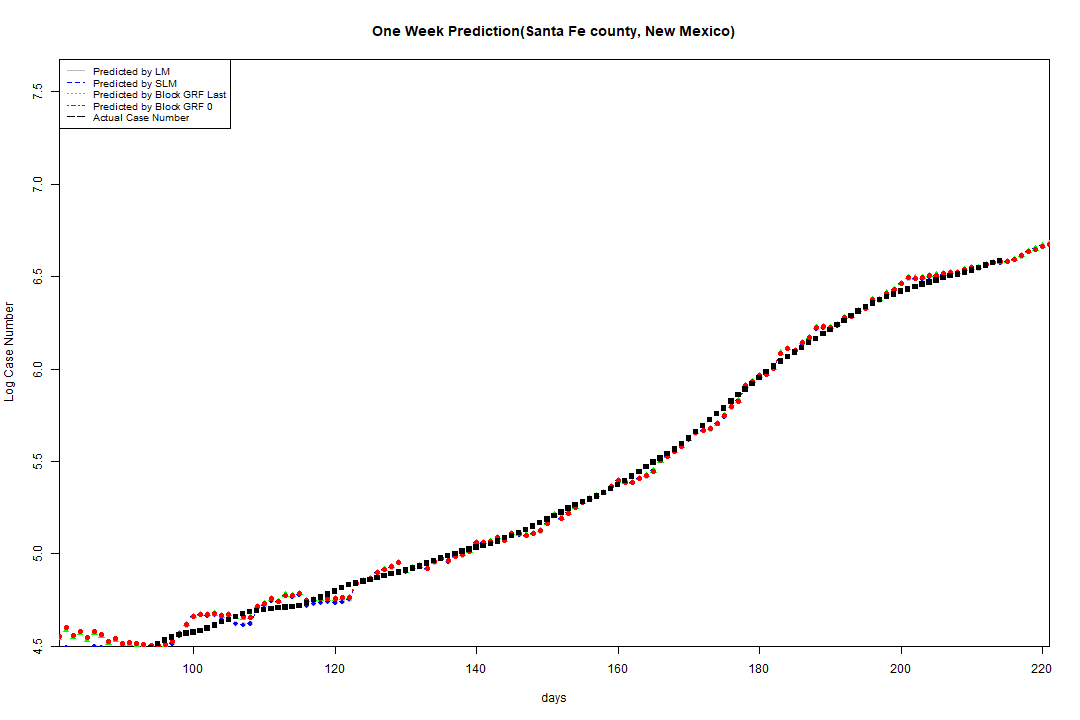 One Week Prediction(Santa Fe county, New Mexico)
Predicted by LM
Predicted by SLM
Predicted by Block GRF Last
Predicted by Block GRF 0
Actual Case Number
Log Case Number
7.5
7.0
6.5
6.0
5.5
5.0
4.5
100 120 140 160 180 200 220
days